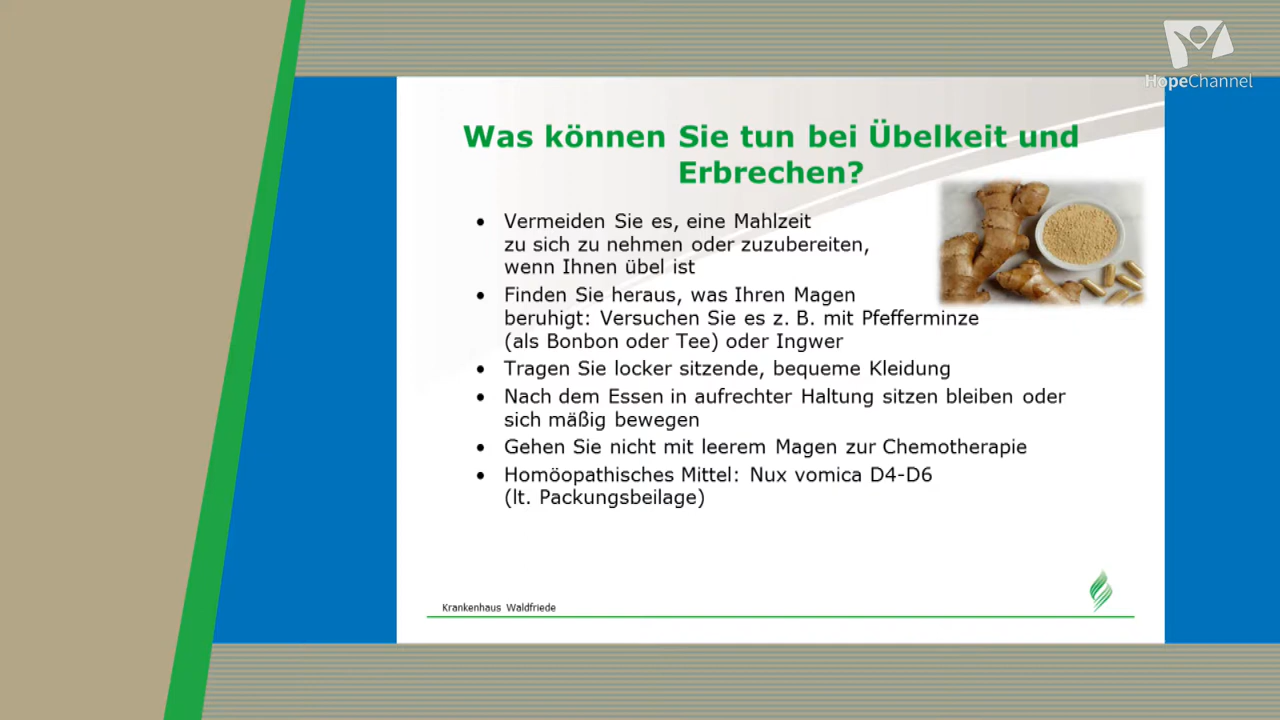 HopeChannel
Was können Sie tun bei Übelkeit und
Erbrechen?
• Vermeiden Sie es, eine Mahlzeit
zu sich zu nehmen oder zuzubereiten,
wenn Ihnen übel ist
• Finden Sie heraus, was Ihren Magen
beruhigt: Versuchen Sie es z. B. mit Pfefferminze
(als Bonbon oder Tee) oder Ingwer
• Tragen Sie locker sitzende, bequeme Kleidung
• Nach dem Essen in aufrechter Haltung sitzen bleiben oder
sich mäßig bewegen
• Gehen Sie nicht mit leerem Magen zur Chemotherapie
• Homöopathisches Mittel: Nux vomica D4-D6
(lt. Packungsbeilage)
Krankenhaus Waldfriede